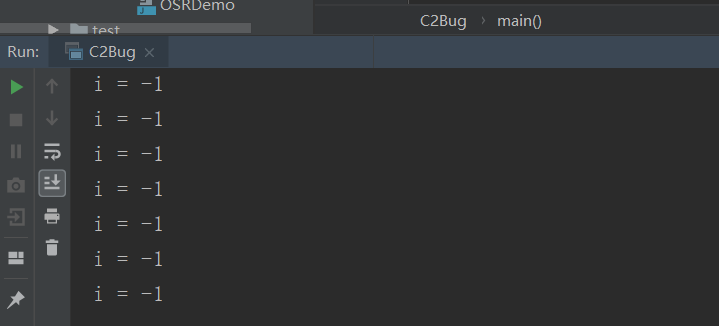 OSRDemo
test
C2Bug › main()
Run: C2Bug ×
i = -1
i = -1
i = -1
i = -1
i = -1
i = -1
i = -1